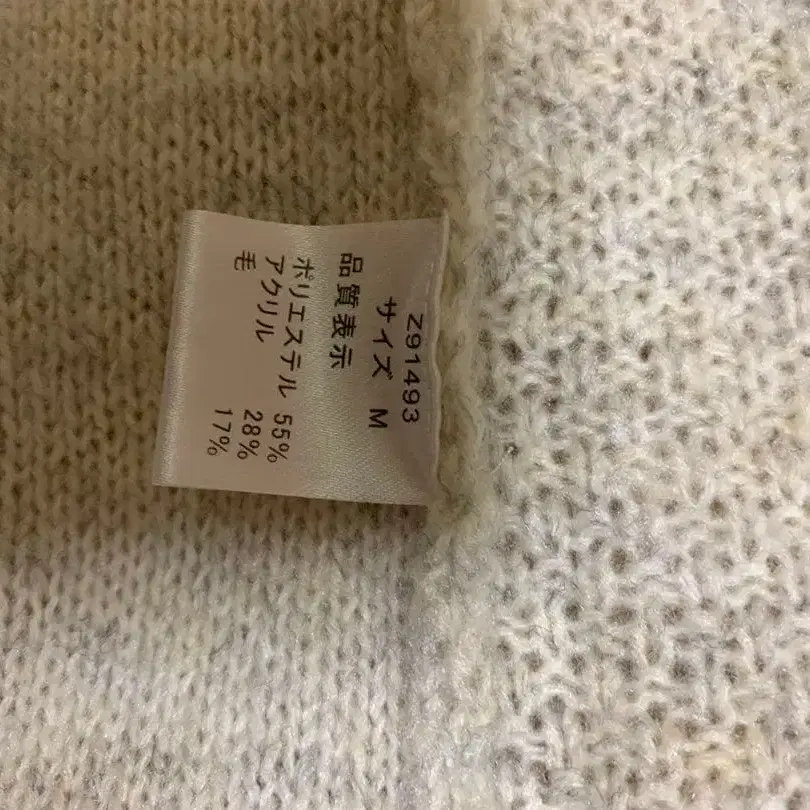 Z91493
サイズ M
品質表示
ポリエステル 55%
アクリル 28%
毛 17%